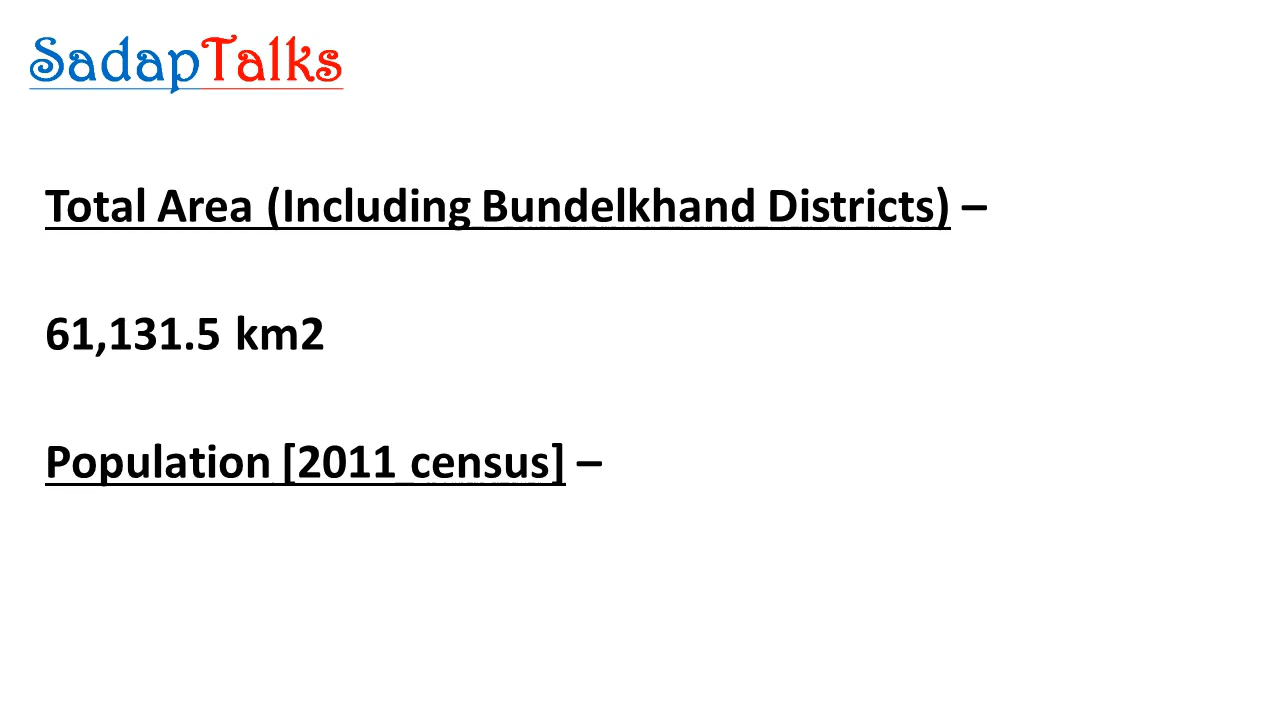 SadapTalks
Total Area (Including Bundelkhand Districts) –
61,131.5 km2
Population [2011 census] –